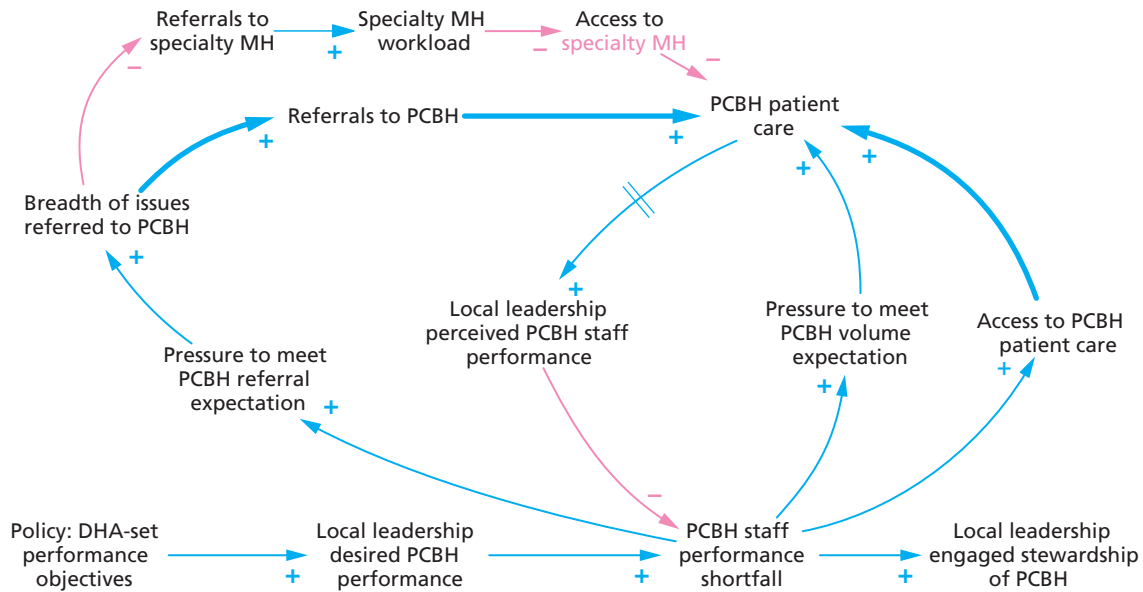 Referrals to
specialty MH
+
Specialty MH
workload
–
Access to
specialty MH
–
–
Referrals to PCBH
+
+
PCBH patient
care
+
+
Breadth of issues
referred to PCBH
+
Local leadership
perceived PCBH staff
performance
+
Pressure to meet
PCBH volume
expectation
+
Access to PCBH
patient care
+
Pressure to meet
PCBH referral
expectation
+
–
Policy: DHA-set
performance
objectives
+
Local leadership
desired PCBH
performance
+
PCBH staff
performance
shortfall
+
Local leadership
engaged stewardship
of PCBH